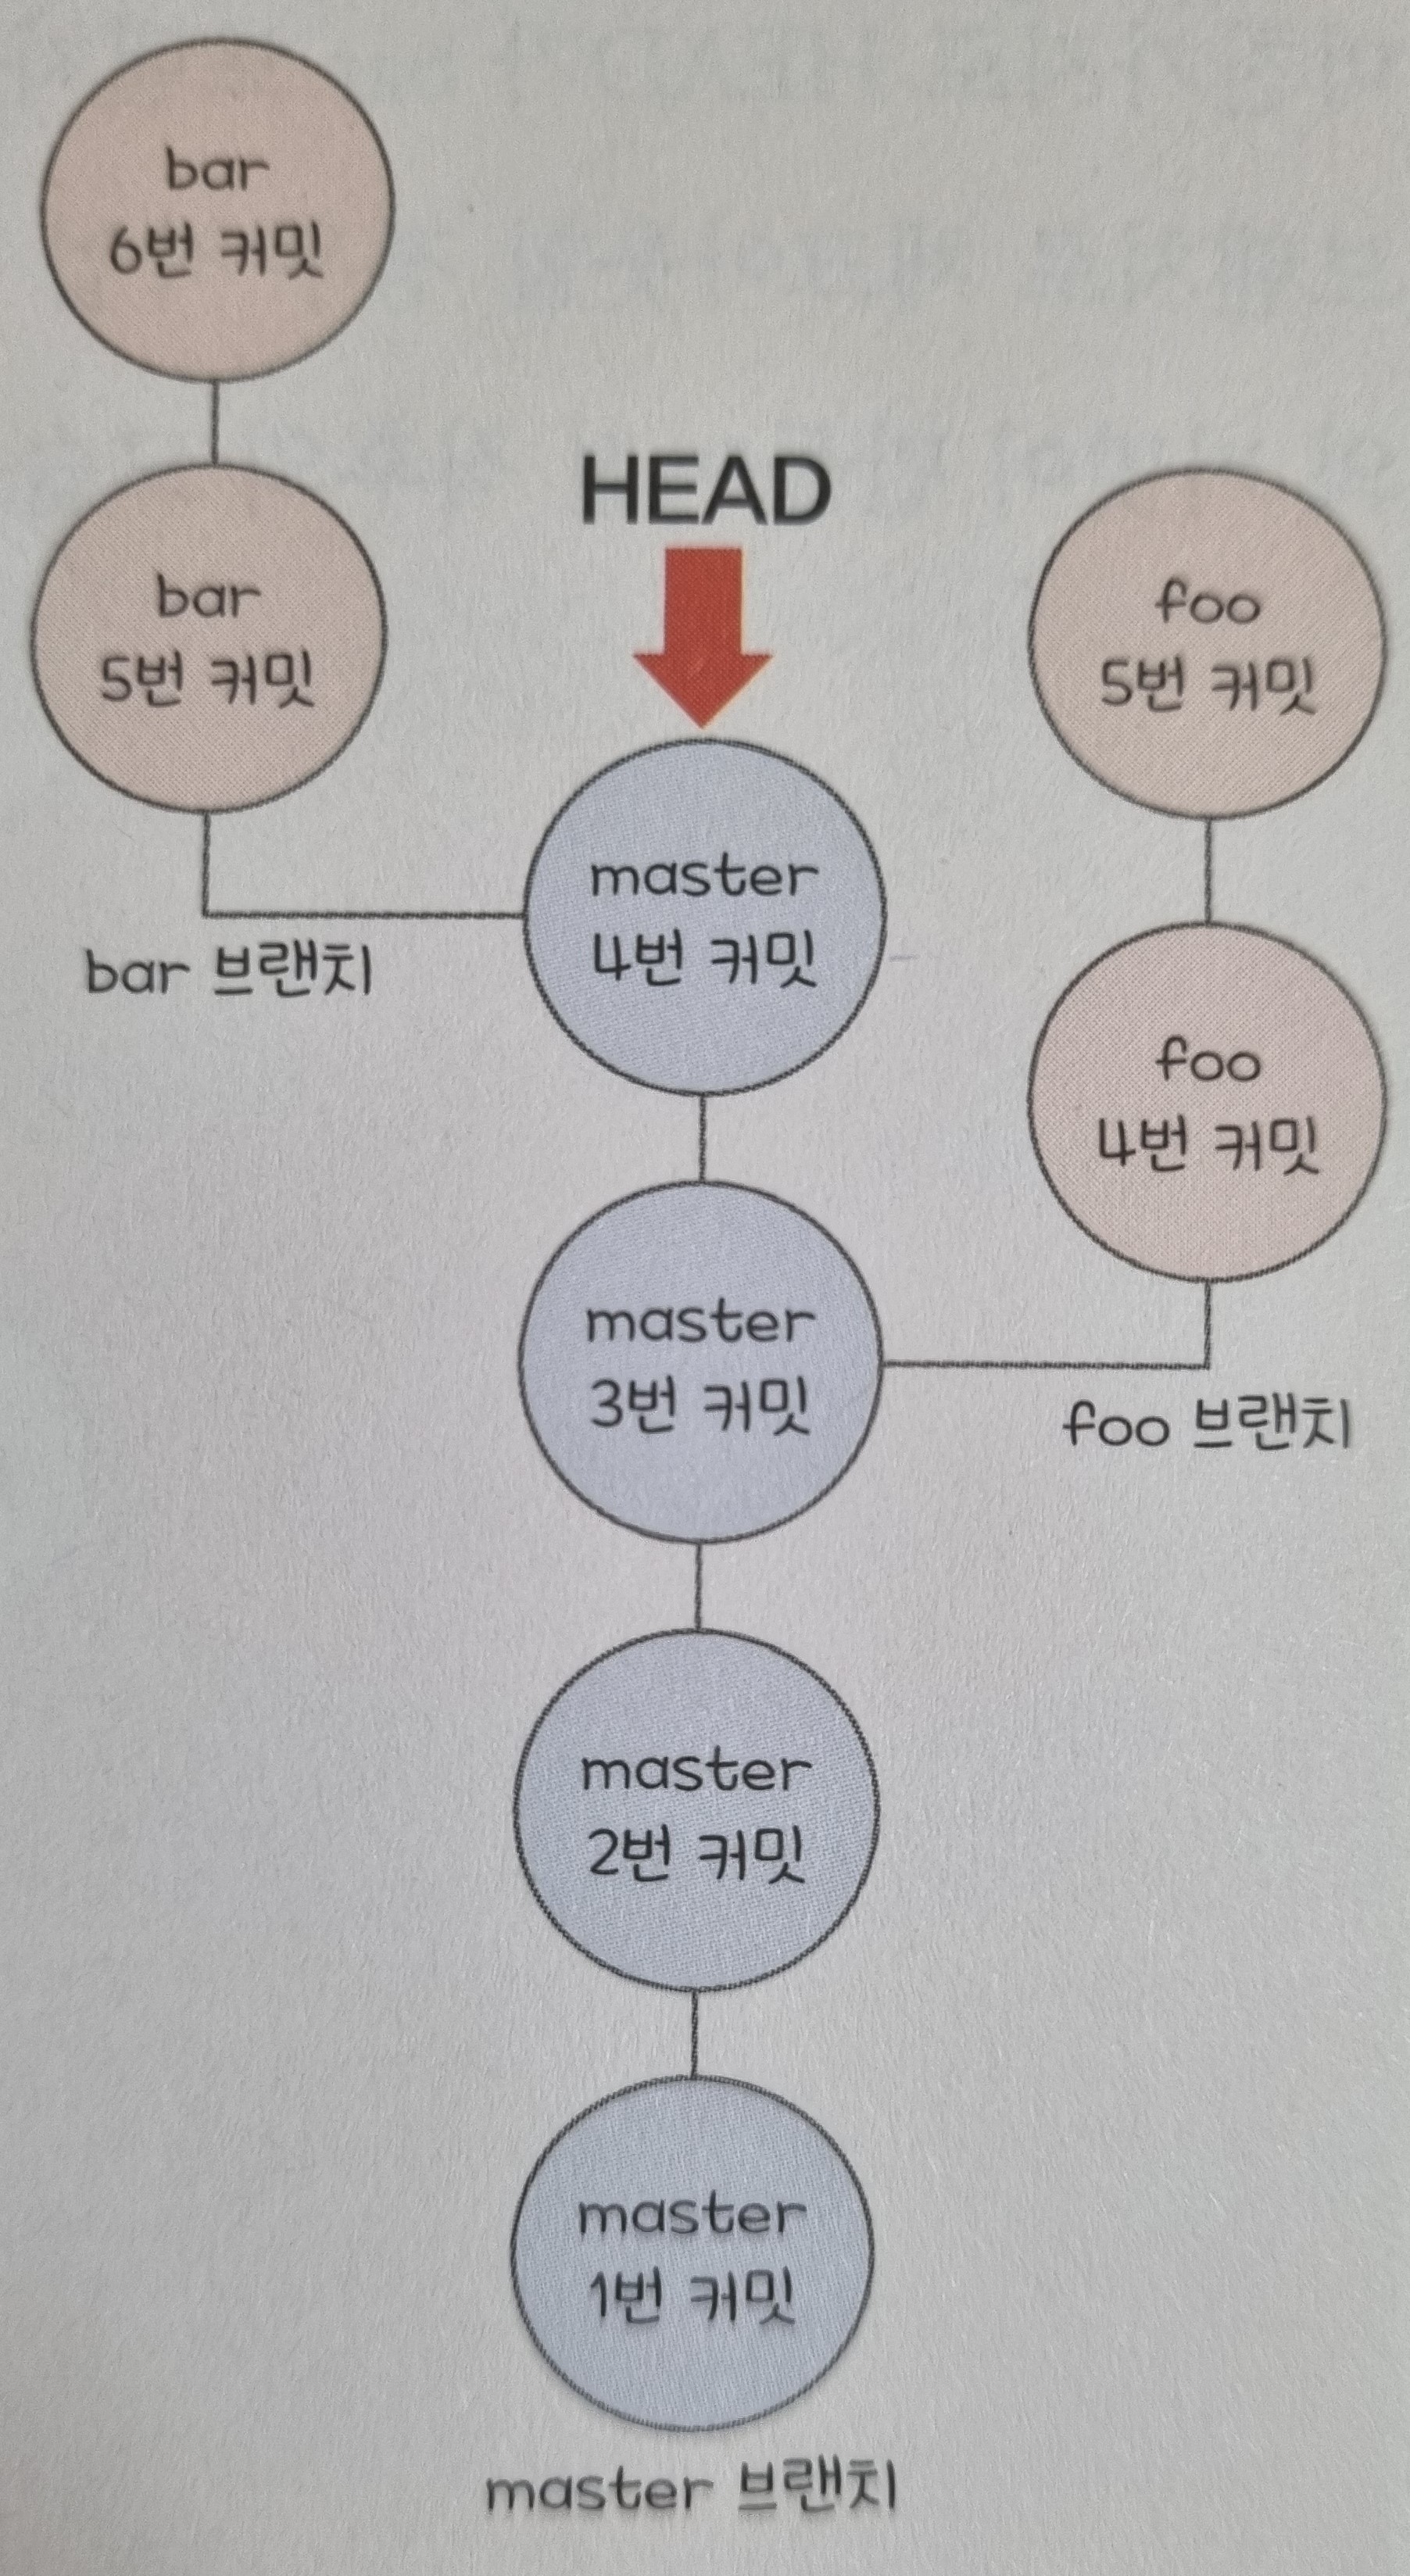 bar
6번 커밋
HEAD
bar
5번 커밋
foo
5번 커밋
master
4번 커밋
bar 브랜치
foo
4번 커밋
master
3번 커밋
foo 브랜치
master
2번 커밋
master
1번 커밋
master 브랜치